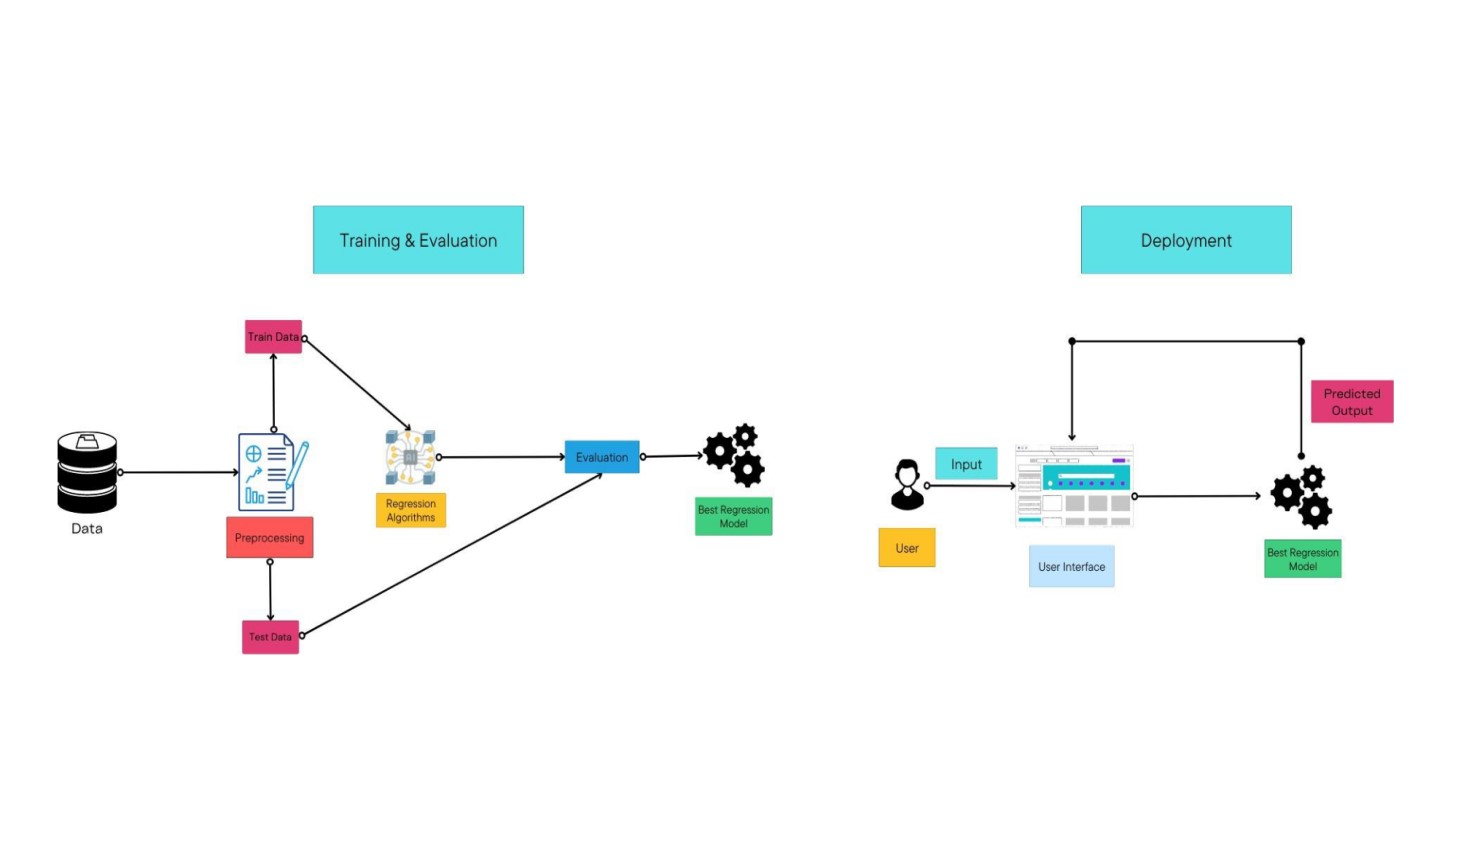 Training & Evaluation
Deployment
Train Data
Data
Preprocessing
Test Data
Regression
Algorithms
Evaluation
Best Regression
Model
User
Input
User Interface
Predicted
Output
Best Regression
Model